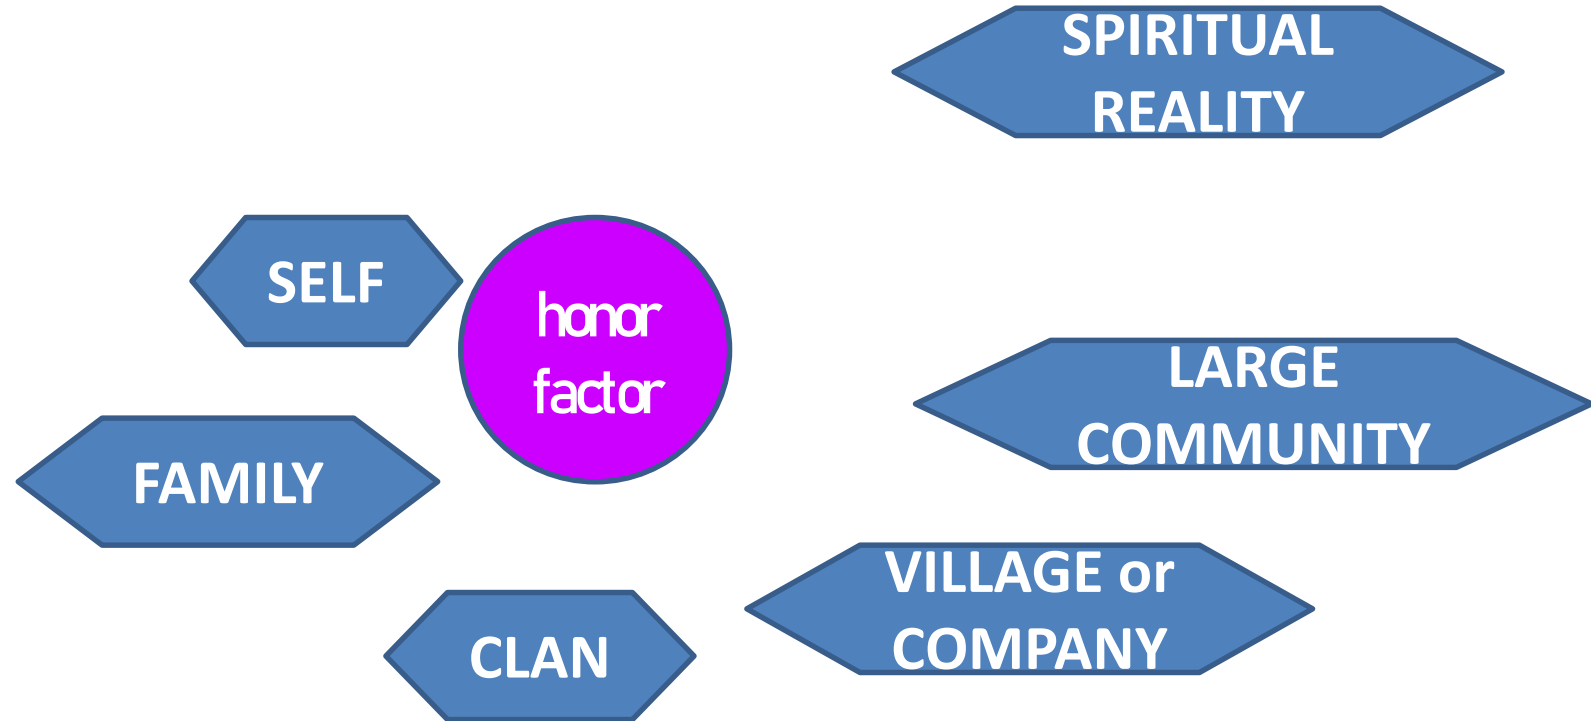 SPIRITUAL
REALITY
SELF
honor
factor
LARGE
COMMUNITY
FAMILY
VILLAGE or
COMPANY
CLAN